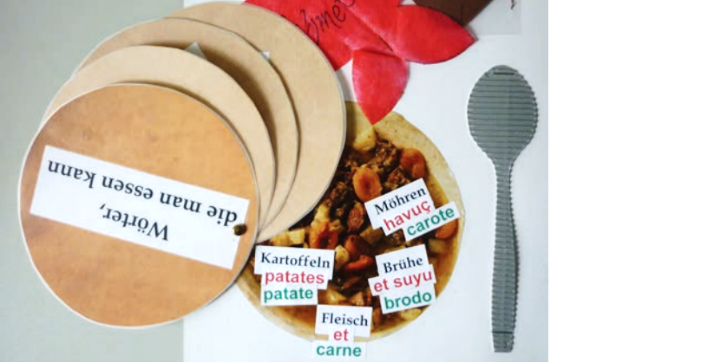 Wörter,
die man essen kann
Möhren
havuç
carote
Kartoffeln
patates
patate
Brühe
et suyu
brodo
Fleisch
et
carne